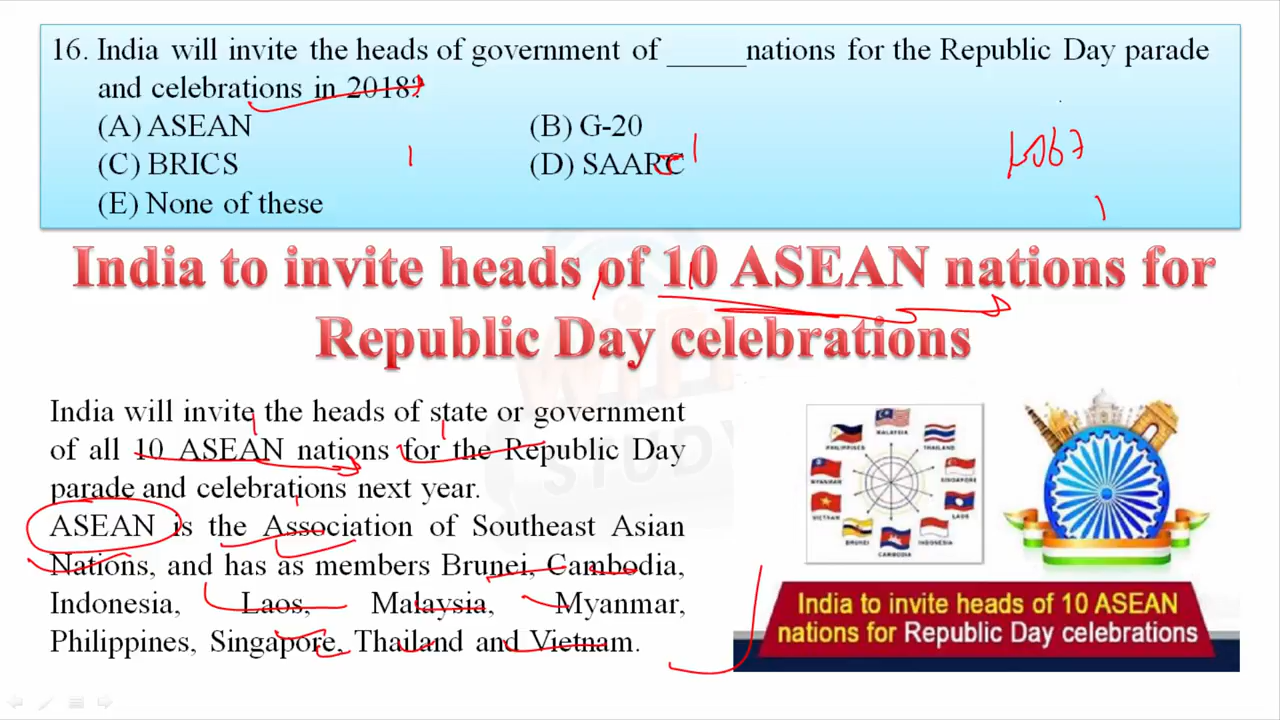 16. India will invite the heads of government of _____nations for the Republic Day parade
and celebrations in 2018?
(A) ASEAN
(B) G-20
(C) BRICS
(D) SAARC
(E) None of these
India to invite heads of 10 ASEAN nations for
Republic Day celebrations
India will invite the heads of state or government
of all 10 ASEAN nations for the Republic Day
parade and celebrations next year.
ASEAN is the Association of Southeast Asian
Nations, and has as members Brunei, Cambodia,
Indonesia, Laos, Malaysia, Myanmar,
Philippines, Singapore, Thailand and Vietnam.
MALAYSIA
PHILIPPINES
THAILAND
MYANMAR
SINGAPORE
VIETNAM
LAOS
BRUNEI
INDONESIA
CAMBODIA
India to invite heads of 10 ASEAN
nations for Republic Day celebrations